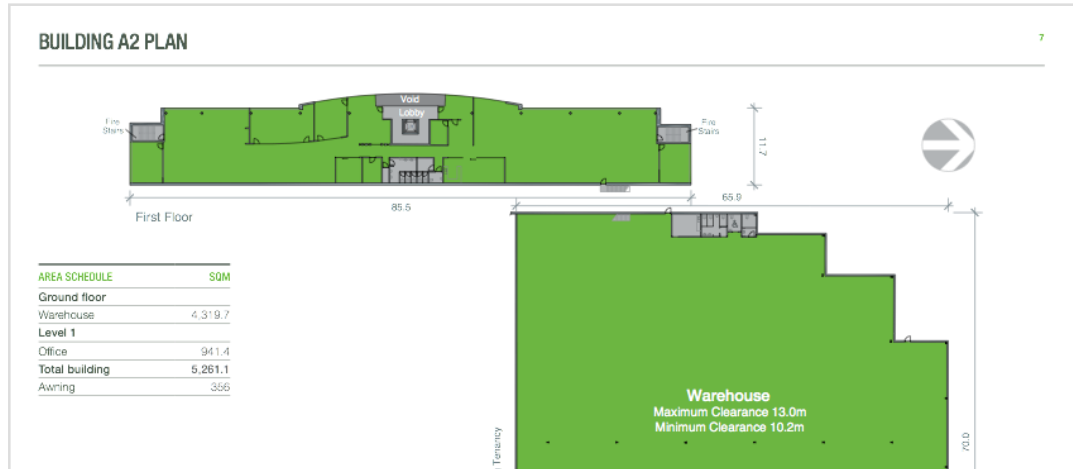 BUILDING A2 PLAN
7
Void
Lobby
Fire
Stairs
Fire
Stairs
11.7
85.5
65.9
First Floor
AREA SCHEDULE SQM
Ground floor
Warehouse 4,319.7
Level 1
Office 941.4
Total building 5,261.1
Awning 356
Warehouse
Maximum Clearance 13.0m
Minimum Clearance 10.2m
Tenancy
70.0